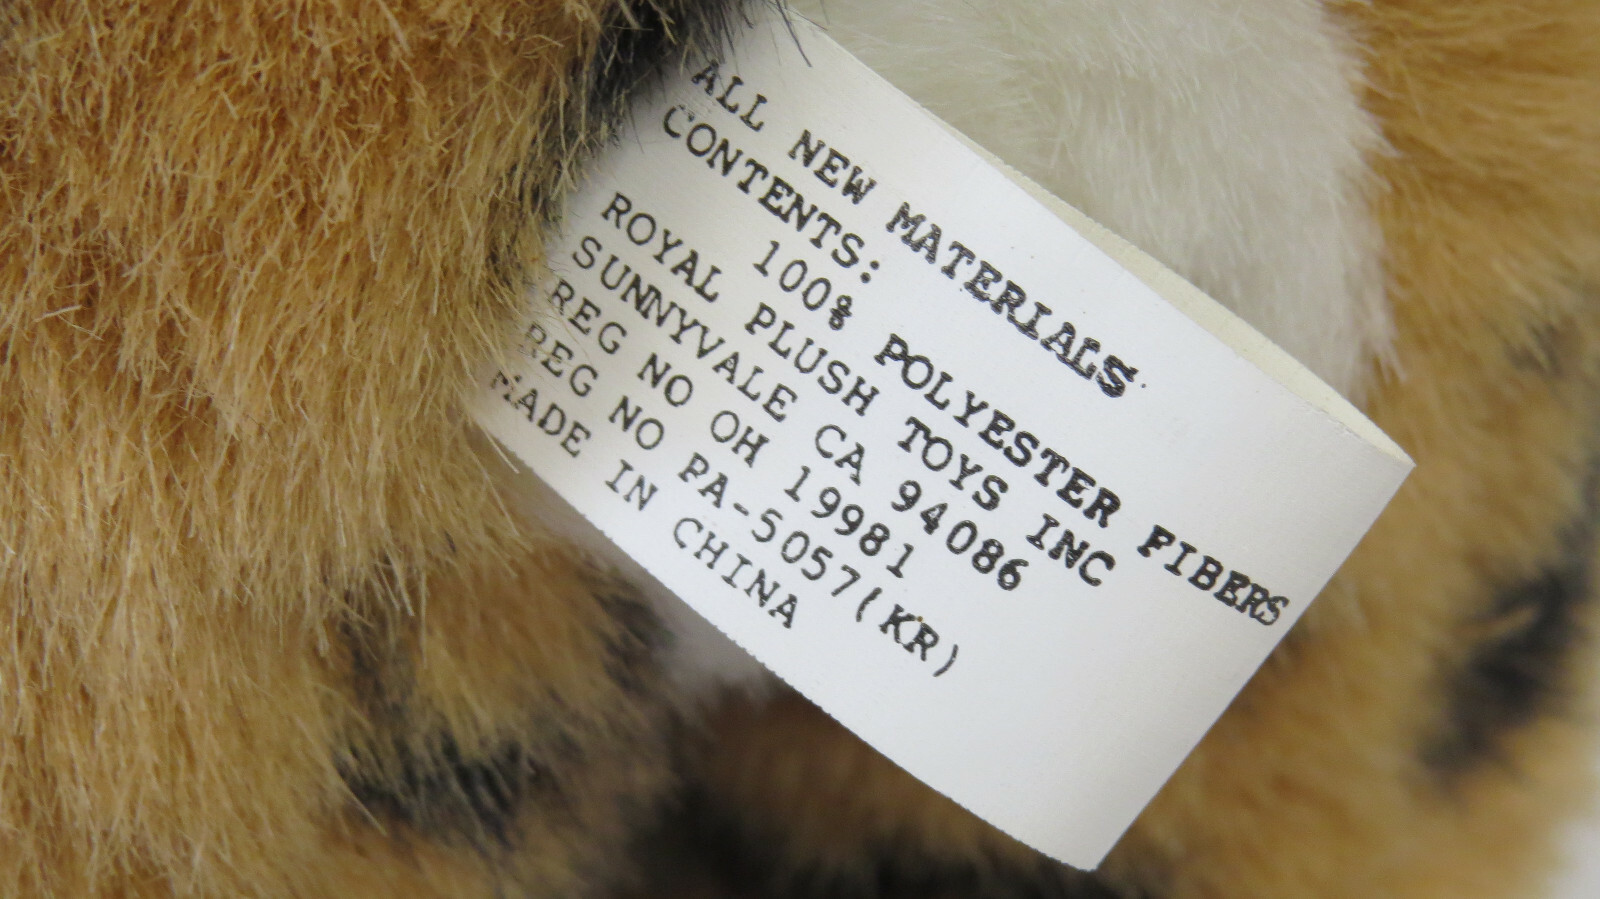 ALL NEW MATERIALS
CONTENTS:
100% POLYESTER FIBERS
ROYAL PLUSH TOYS INC
SUNNYVALE CA 94086
REG NO OH 19981
REG NO PA-5057(KR)
MADE IN CHINA